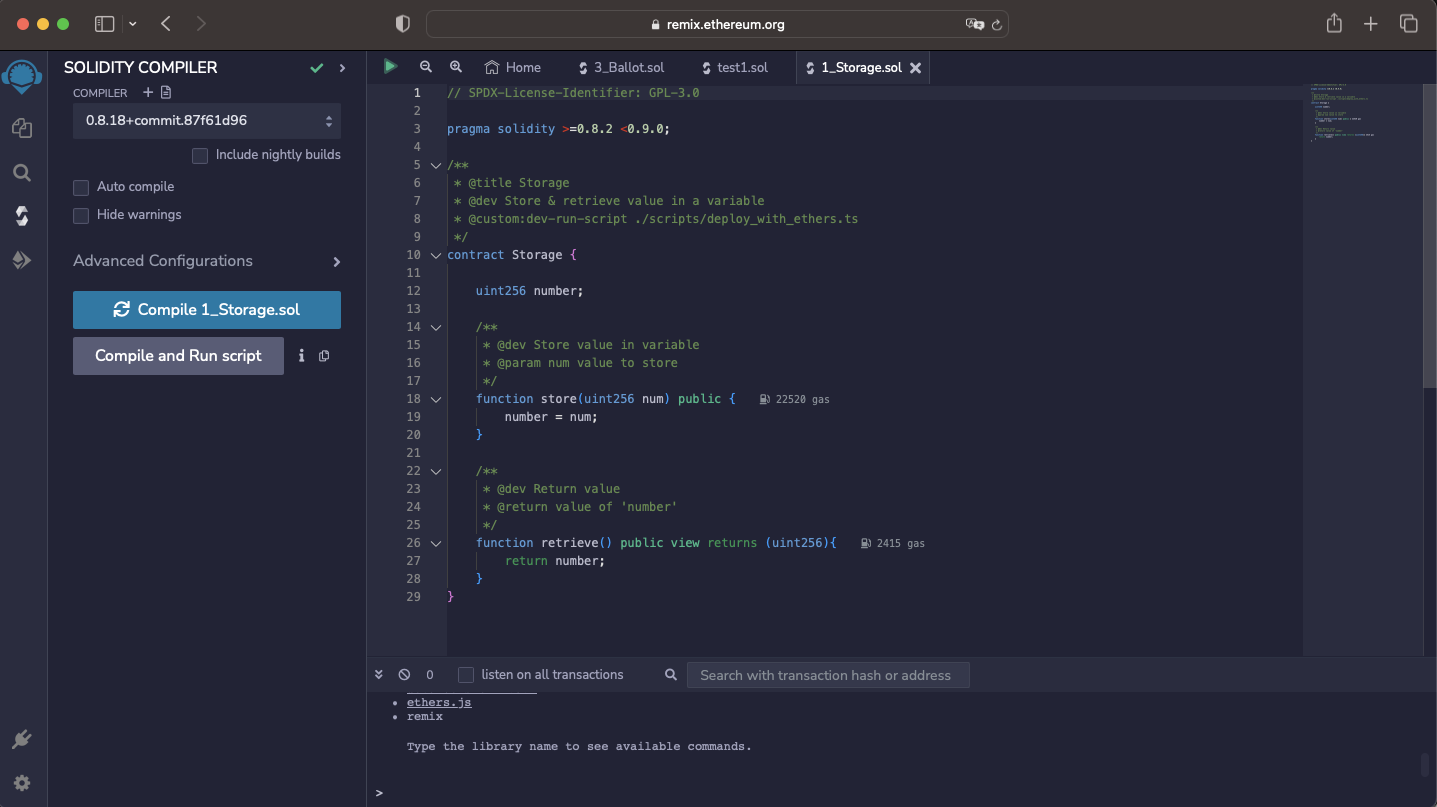 remix.ethereum.org
SOLIDITY COMPILER
COMPILER
0.8.18+commit.87f61d96
Include nightly builds
Auto compile
Hide warnings
Advanced Configurations
Compile 1_Storage.sol
Compile and Run script
Home
3_Ballot.sol
test1.sol
1_Storage.sol
1 // SPDX-License-Identifier: GPL-3.0
2
3 pragma solidity >=0.8.2 <0.9.0;
4
5 /**
6 * @title Storage
7 * @dev Store & retrieve value in a variable
8 * @custom:dev-run-script ./scripts/deploy_with_ethers.ts
9 */
10 contract Storage {
11
12 uint256 number;
13
14 /**
15 * @dev Store value in variable
16 * @param num value to store
17 */
18 function store(uint256 num) public { 22520 gas
19 number = num;
20 }
21
22 /**
23 * @dev Return value
24 * @return value of 'number'
25 */
26 function retrieve() public view returns (uint256){ 2415 gas
27 return number;
28 }
29 }
0
listen on all transactions
Search with transaction hash or address
• ethers.js
• remix
Type the library name to see available commands.
>